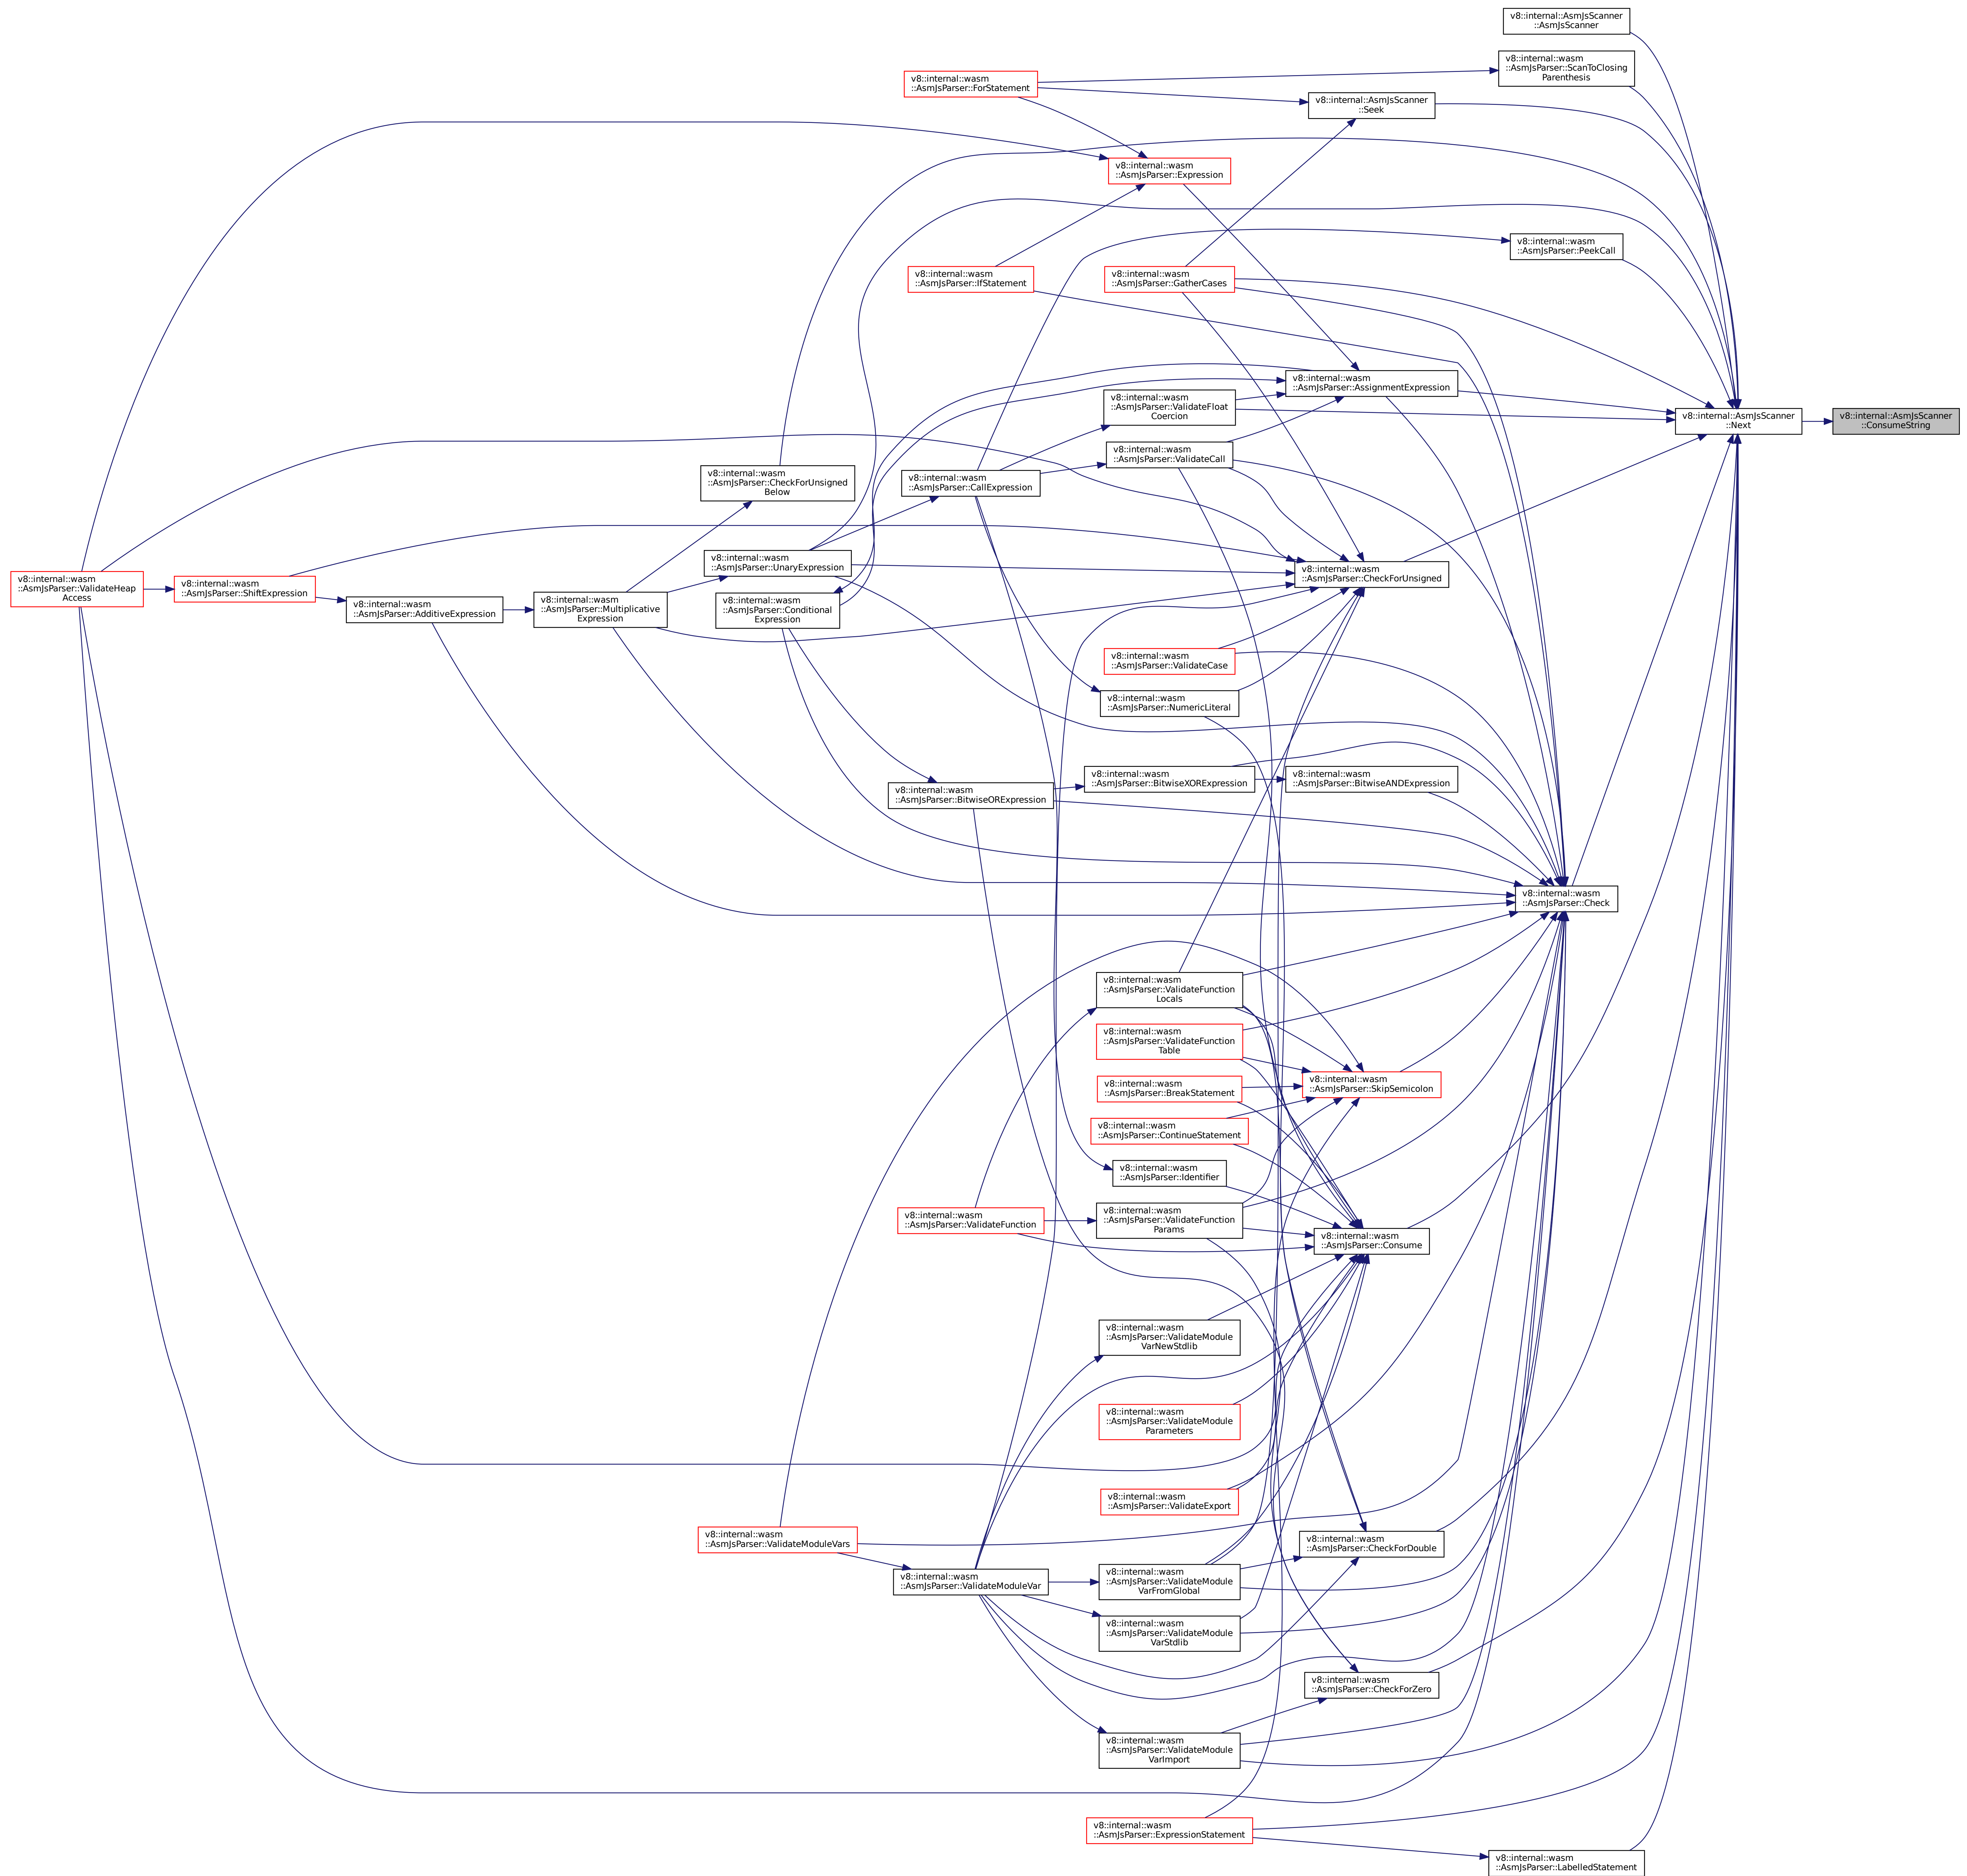 v8::internal::AsmJsScanner
::AsmJsScanner
v8::internal::wasm
::AsmJsParser::ScanToClosing
Parenthesis
v8::internal::wasm
::AsmJsParser::ForStatement
v8::internal::AsmJsScanner
::Seek
v8::internal::wasm
::AsmJsParser::Expression
v8::internal::wasm
::AsmJsParser::PeekCall
v8::internal::wasm
::AsmJsParser::IfStatement
v8::internal::wasm
::AsmJsParser::GatherCases
v8::internal::wasm
::AsmJsParser::AssignmentExpression
v8::internal::wasm
::AsmJsParser::ValidateFloat
Coercion
v8::internal::AsmJsScanner
::Next
v8::internal::AsmJsScanner
::ConsumeString
v8::internal::wasm
::AsmJsParser::ValidateCall
v8::internal::wasm
::AsmJsParser::CheckForUnsigned
Below
v8::internal::wasm
::AsmJsParser::CallExpression
v8::internal::wasm
::AsmJsParser::UnaryExpression
v8::internal::wasm
::AsmJsParser::CheckForUnsigned
v8::internal::wasm
::AsmJsParser::ValidateHeap
Access
v8::internal::wasm
::AsmJsParser::ShiftExpression
v8::internal::wasm
::AsmJsParser::AdditiveExpression
v8::internal::wasm
::AsmJsParser::Multiplicative
Expression
v8::internal::wasm
::AsmJsParser::Conditional
Expression
v8::internal::wasm
::AsmJsParser::ValidateCase
v8::internal::wasm
::AsmJsParser::NumericLiteral
v8::internal::wasm
::AsmJsParser::BitwiseORExpression
v8::internal::wasm
::AsmJsParser::BitwiseXORExpression
v8::internal::wasm
::AsmJsParser::BitwiseANDExpression
v8::internal::wasm
::AsmJsParser::Check
v8::internal::wasm
::AsmJsParser::ValidateFunction
Locals
v8::internal::wasm
::AsmJsParser::ValidateFunction
Table
v8::internal::wasm
::AsmJsParser::SkipSemicolon
v8::internal::wasm
::AsmJsParser::BreakStatement
v8::internal::wasm
::AsmJsParser::ContinueStatement
v8::internal::wasm
::AsmJsParser::Identifier
v8::internal::wasm
::AsmJsParser::ValidateFunction
v8::internal::wasm
::AsmJsParser::ValidateFunction
Params
v8::internal::wasm
::AsmJsParser::Consume
v8::internal::wasm
::AsmJsParser::ValidateModule
VarNewStdlib
v8::internal::wasm
::AsmJsParser::ValidateModule
Parameters
v8::internal::wasm
::AsmJsParser::ValidateExport
v8::internal::wasm
::AsmJsParser::ValidateModuleVars
v8::internal::wasm
::AsmJsParser::CheckForDouble
v8::internal::wasm
::AsmJsParser::ValidateModuleVar
v8::internal::wasm
::AsmJsParser::ValidateModule
VarFromGlobal
v8::internal::wasm
::AsmJsParser::ValidateModule
VarStdlib
v8::internal::wasm
::AsmJsParser::CheckForZero
v8::internal::wasm
::AsmJsParser::ValidateModule
VarImport
v8::internal::wasm
::AsmJsParser::ExpressionStatement
v8::internal::wasm
::AsmJsParser::LabelledStatement